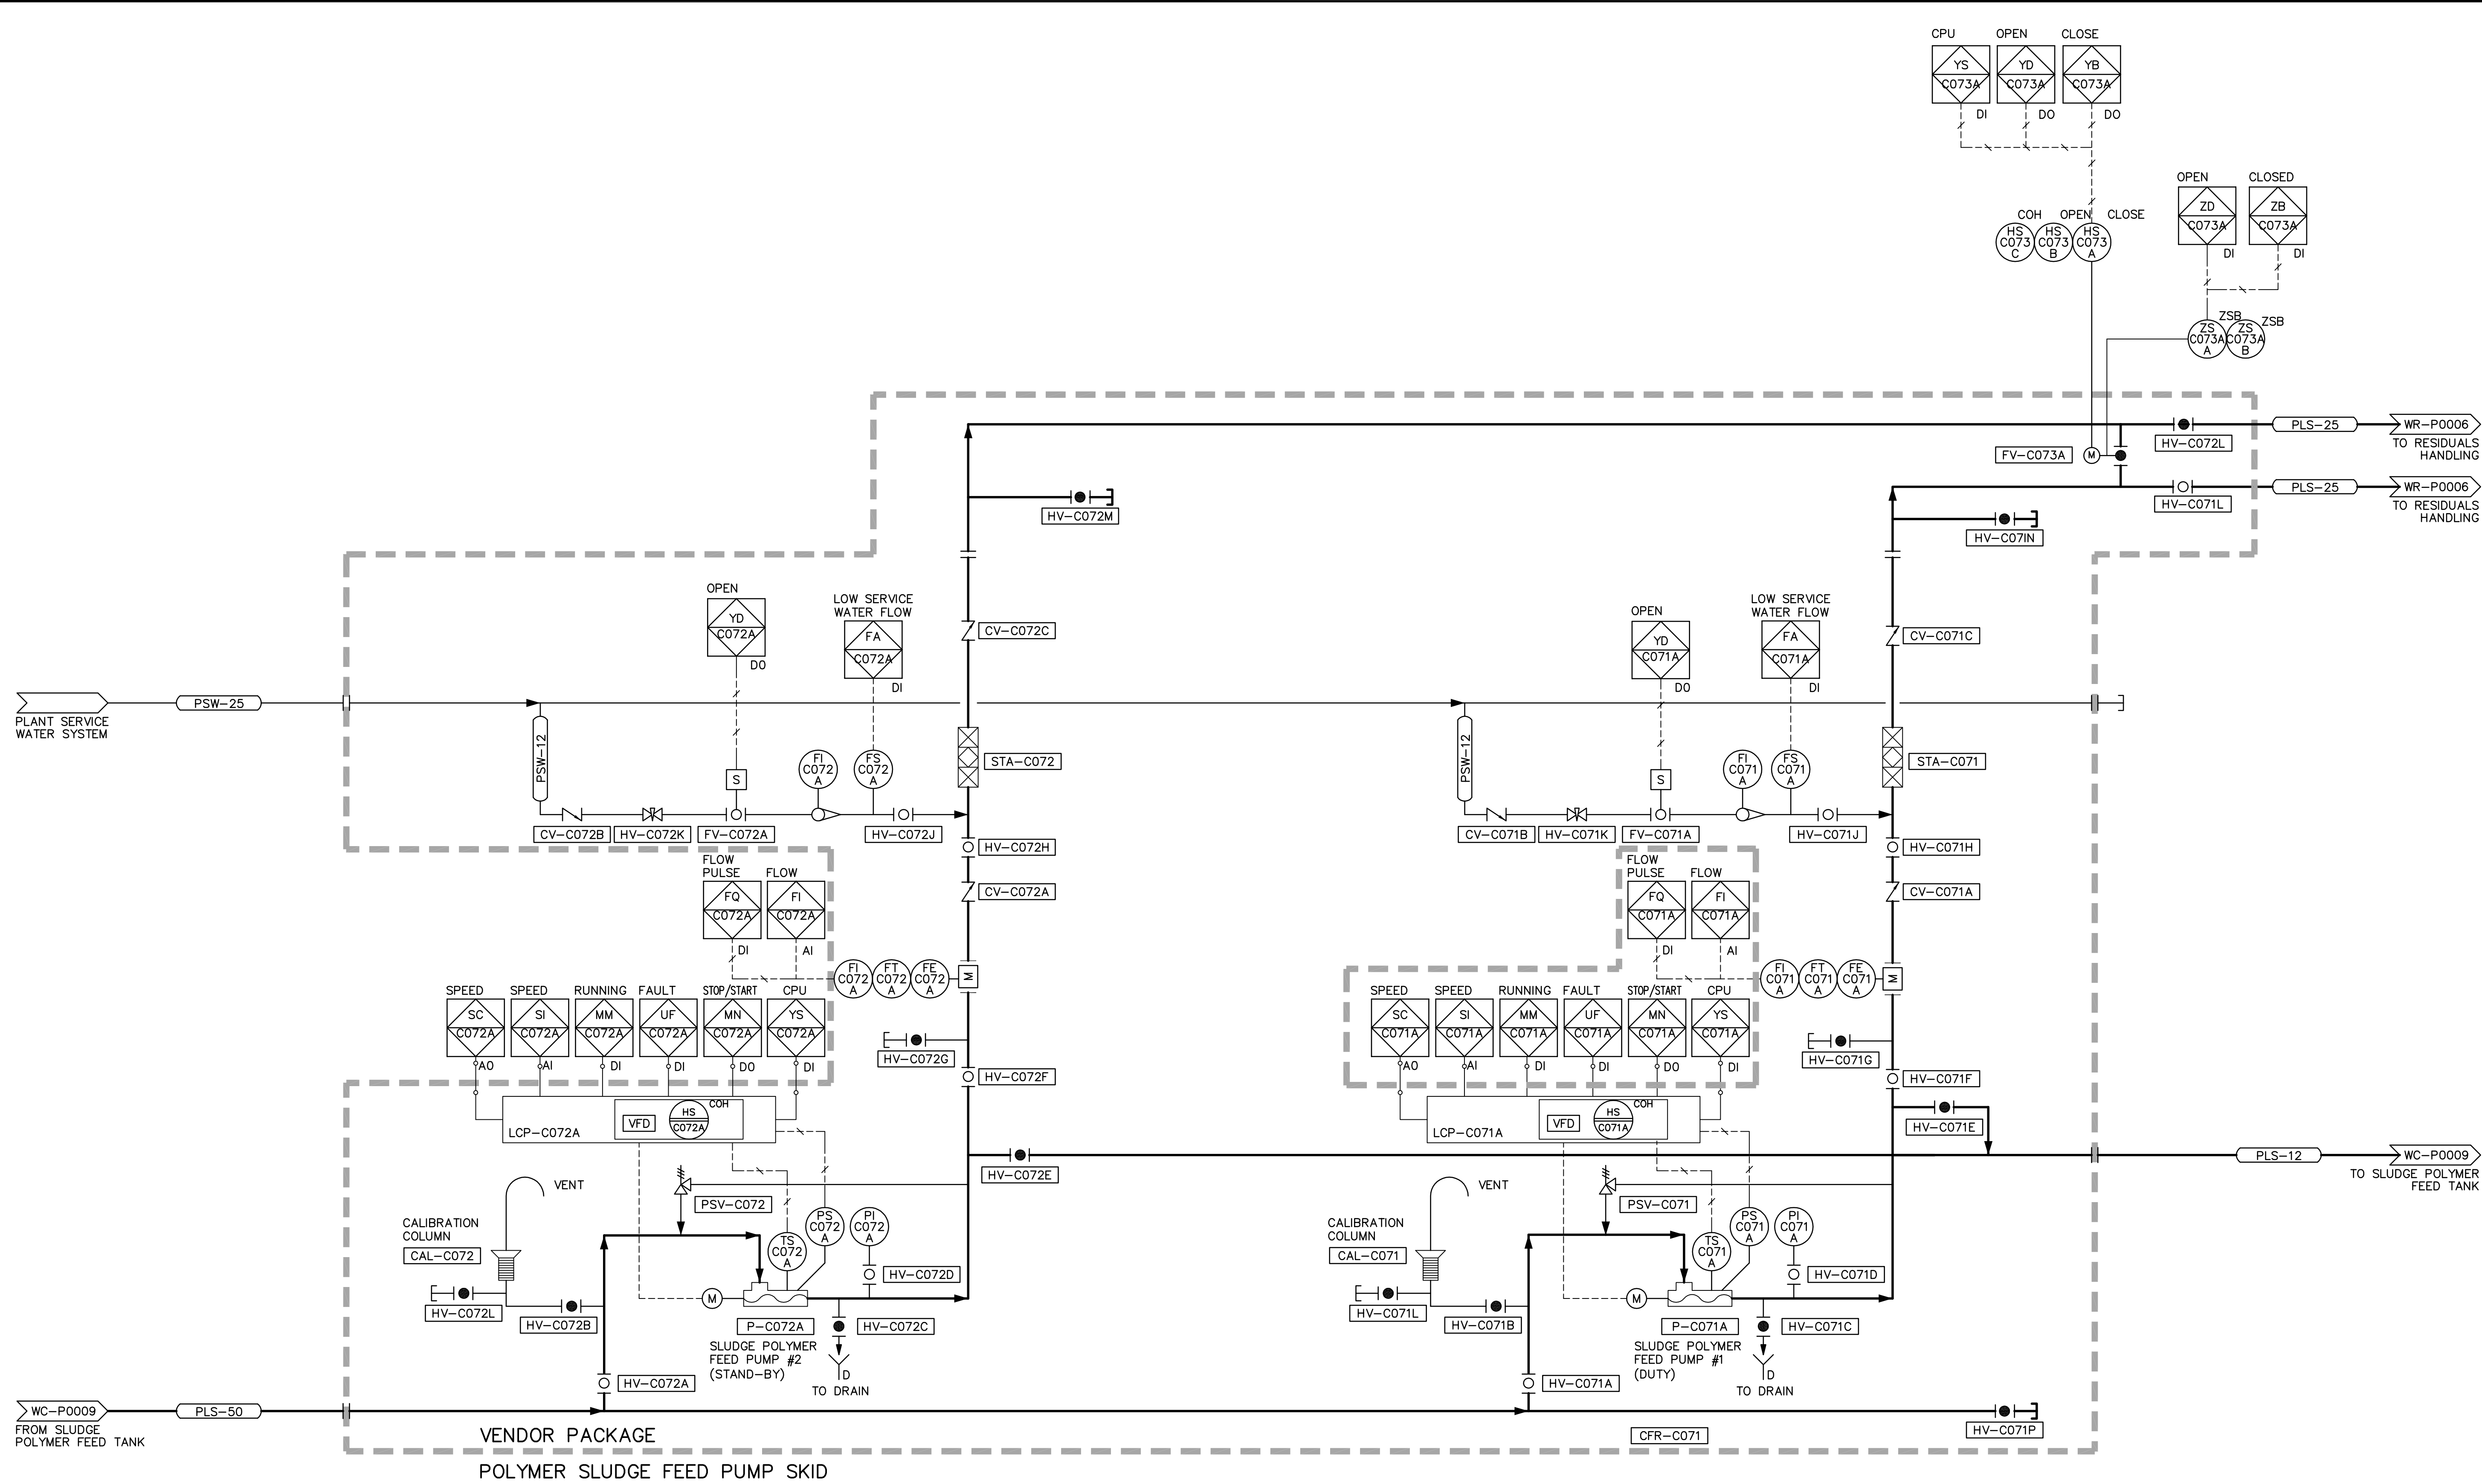 CPU
OPEN
CLOSE
YS
C073A
DI
YD
C073A
DO
YB
C073A
DO
OPEN
CLOSED
ZD
C073A
DI
ZB
C073A
DI
COH
OPEN
CLOSE
HS
C073
C
HS
C073
B
HS
C073
A
ZSB
ZSB
ZS
C073A
A
ZS
C073A
B
FV-C073A
M
HV-C072L
PLS-25
WR-P0006
TO RESIDUALS
HANDLING
HV-C071L
PLS-25
WR-P0006
TO RESIDUALS
HANDLING
HV-C072M
HV-C07IN
OPEN
YD
C072A
DO
LOW SERVICE
WATER FLOW
FA
C072A
DI
CV-C072C
OPEN
YD
C071A
DO
LOW SERVICE
WATER FLOW
FA
C071A
DI
CV-C071C
PLANT SERVICE
WATER SYSTEM
PSW-25
PSW-12
S
FI
C072
A
FS
C072
A
STA-C072
CV-C072B
HV-C072K
FV-C072A
HV-C072J
HV-C072H
CV-C072A
PSW-12
S
FI
C071
A
FS
C071
A
STA-C071
CV-C071B
HV-C071K
FV-C071A
HV-C071J
HV-C071H
CV-C071A
FLOW
PULSE
FLOW
FQ
C072A
DI
FI
C072A
AI
FI
C072
A
FT
C072
A
FE
C072
A
M
FLOW
PULSE
FLOW
FQ
C071A
DI
FI
C071A
AI
FI
C071
A
FT
C071
A
FE
C071
A
M
SPEED
SPEED
RUNNING
FAULT
STOP/START
CPU
SC
C072A
AO
SI
C072A
AI
MM
C072A
DI
UF
C072A
DI
MN
C072A
DO
YS
C072A
DI
HV-C072G
HV-C072F
SPEED
SPEED
RUNNING
FAULT
STOP/START
CPU
SC
C071A
AO
SI
C071A
AI
MM
C071A
DI
UF
C071A
DI
MN
C071A
DO
YS
C071A
DI
HV-C071G
HV-C071F
LCP-C072A
VFD
HS
C072A
COH
HV-C072E
LCP-C071A
VFD
HS
C071A
COH
HV-C071E
PLS-12
WC-P0009
TO SLUDGE POLYMER
FEED TANK
VENT
PSV-C072
CALIBRATION
COLUMN
CAL-C072
TS
C072
A
PS
C072
A
PI
C072
A
HV-C072D
HV-C072L
HV-C072B
M
P-C072A
HV-C072C
SLUDGE POLYMER
FEED PUMP #2
(STAND-BY)
D
TO DRAIN
HV-C072A
VENT
PSV-C071
CALIBRATION
COLUMN
CAL-C071
TS
C071
A
PS
C071
A
PI
C071
A
HV-C071D
HV-C071L
HV-C071B
M
P-C071A
HV-C071C
SLUDGE POLYMER
FEED PUMP #1
(DUTY)
D
TO DRAIN
HV-C071A
WC-P0009
FROM SLUDGE
POLYMER FEED TANK
PLS-50
HV-C071P
CFR-C071
VENDOR PACKAGE
POLYMER SLUDGE FEED PUMP SKID